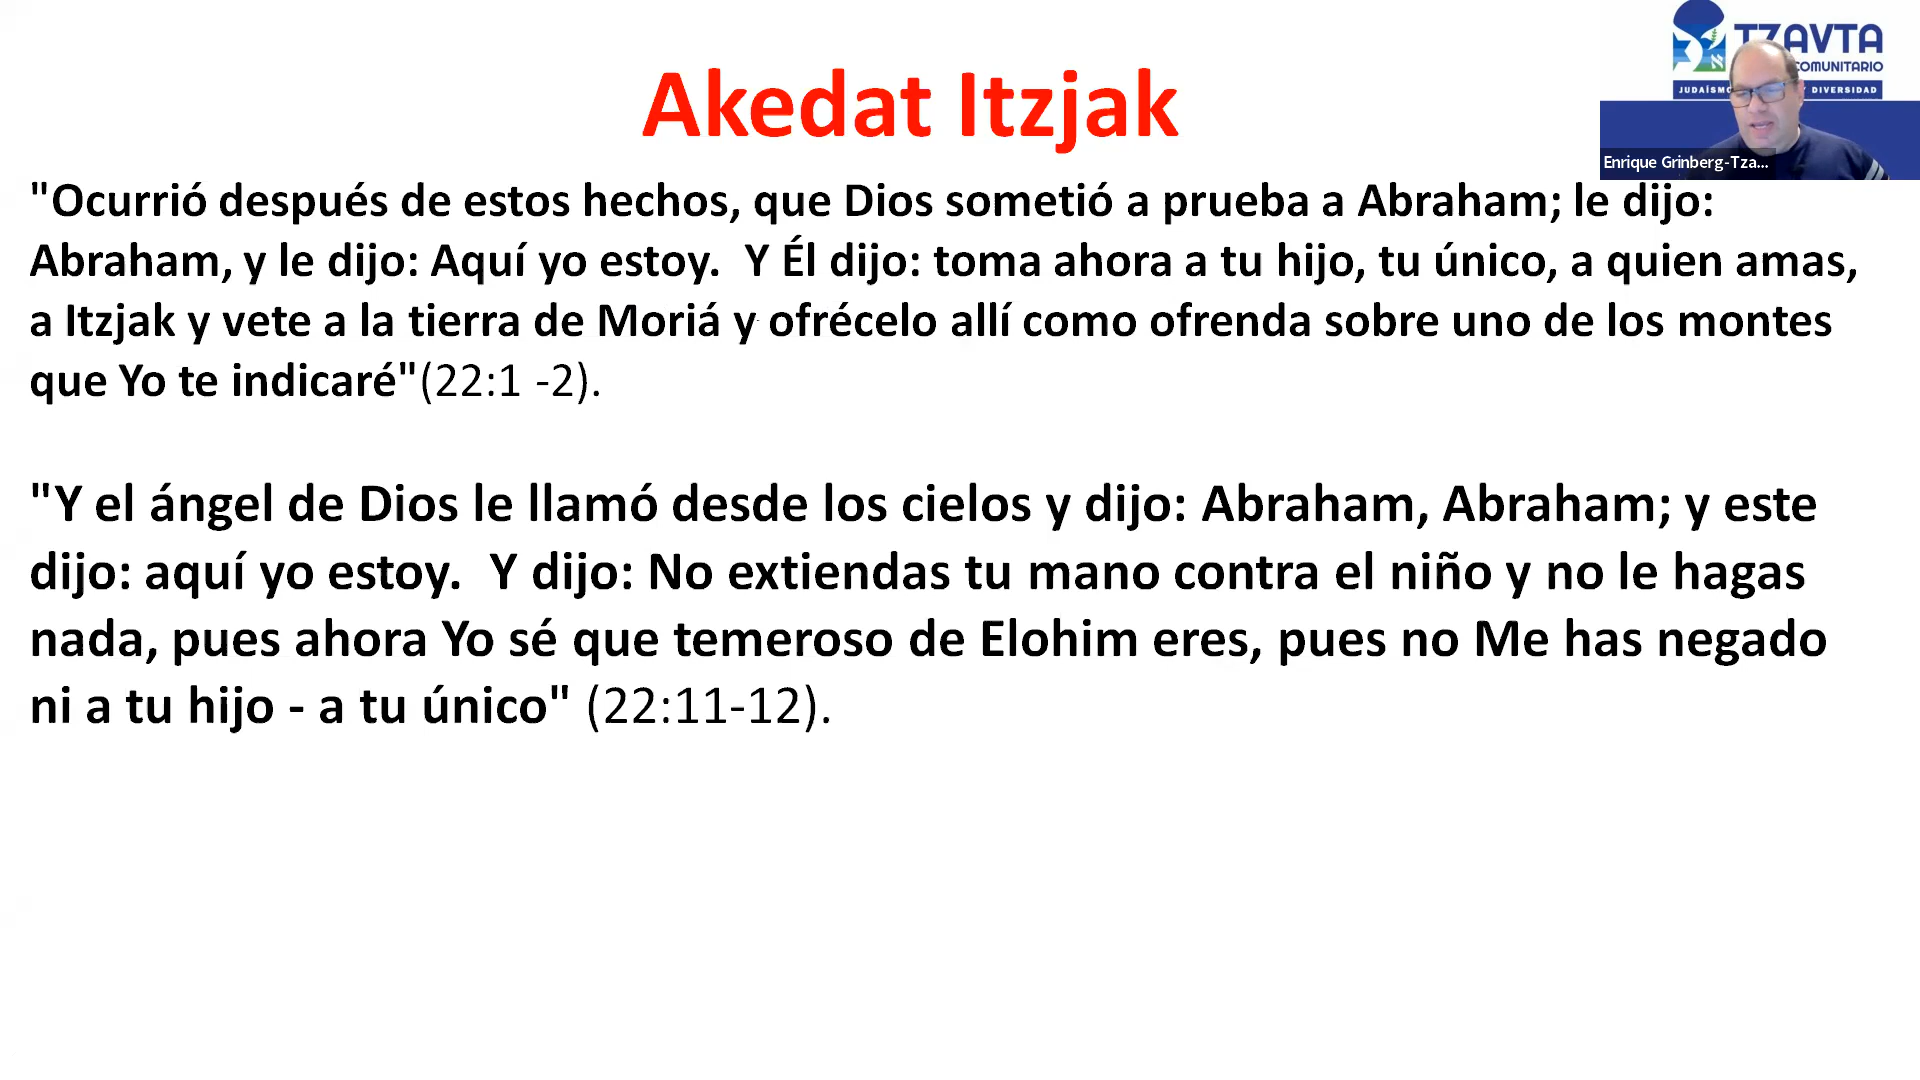 Akedat Itzjak
TZAVTA
COMUNITARIO
DIVERSIDAD
Enrique Grinberg-Tza...
"Ocurrió después de estos hechos, que Dios sometió a prueba a Abraham; le dijo:
Abraham, y le dijo: Aquí yo estoy.  Y Él dijo: toma ahora a tu hijo, tu único, a quien amas,
a Itzjak y vete a la tierra de Moriá y ofrécelo allí como ofrenda sobre uno de los montes
que Yo te indicaré"(22:1 -2).
"Y el ángel de Dios le llamó desde los cielos y dijo: Abraham, Abraham; y este
dijo: aquí yo estoy.  Y dijo: No extiendas tu mano contra el niño y no le hagas
nada, pues ahora Yo sé que temeroso de Elohim eres, pues no Me has negado
ni a tu hijo - a tu único" (22:11-12).